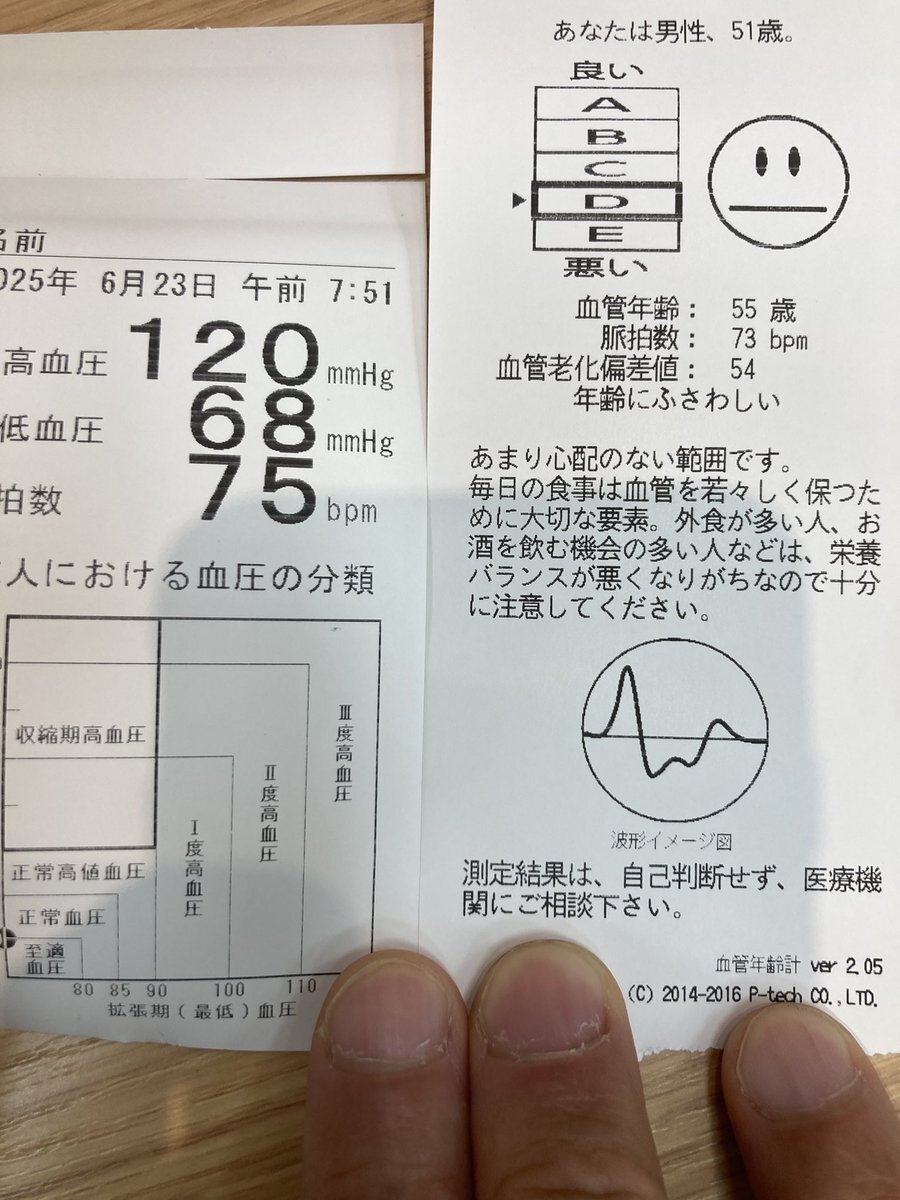 前
025年 6月23日 午前 7:51
高血圧 120 mmHg
低血圧 68 mmHg
拍数 75 bpm
人における血圧の分類
収縮期高血圧
正常高値血圧
正常血圧
至適
血圧
Ⅰ度高血圧
Ⅱ度高血圧
Ⅲ度高血圧
80 85 90 100 110
拡張期(最低)血圧
あなたは男性、51歳。
良い
A
B
C
D
E
悪い
血管年齢: 55 歳
脈拍数: 73 bpm
血管老化偏差値: 54
年齢にふさわしい
あまり心配のない範囲です。
毎日の食事は血管を若々しく保つた
めに大切な要素。外食が多い人、お
酒を飲む機会の多い人などは、栄養
バランスが悪くなりがちなので十分
に注意してください。
波形イメージ図
測定結果は、自己判断せず、医療機
関にご相談下さい。
血管年齢計 ver 2.05
(C) 2014-2016 P-tech CO.,LTD.